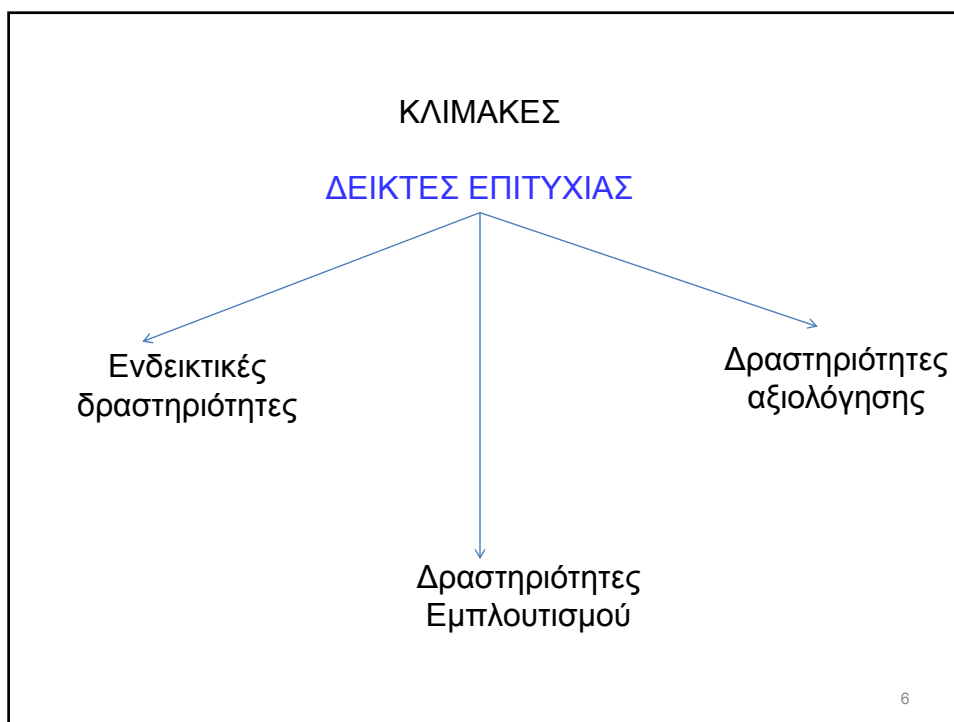 ΚΛΙΜΑΚΕΣ
ΔΕΙΚΤΕΣ ΕΠΙΤΥΧΙΑΣ
Ενδεικτικές
δραστηριότητες
Δραστηριότητες
αξιολόγησης
Δραστηριότητες
Εμπλουτισμού
6